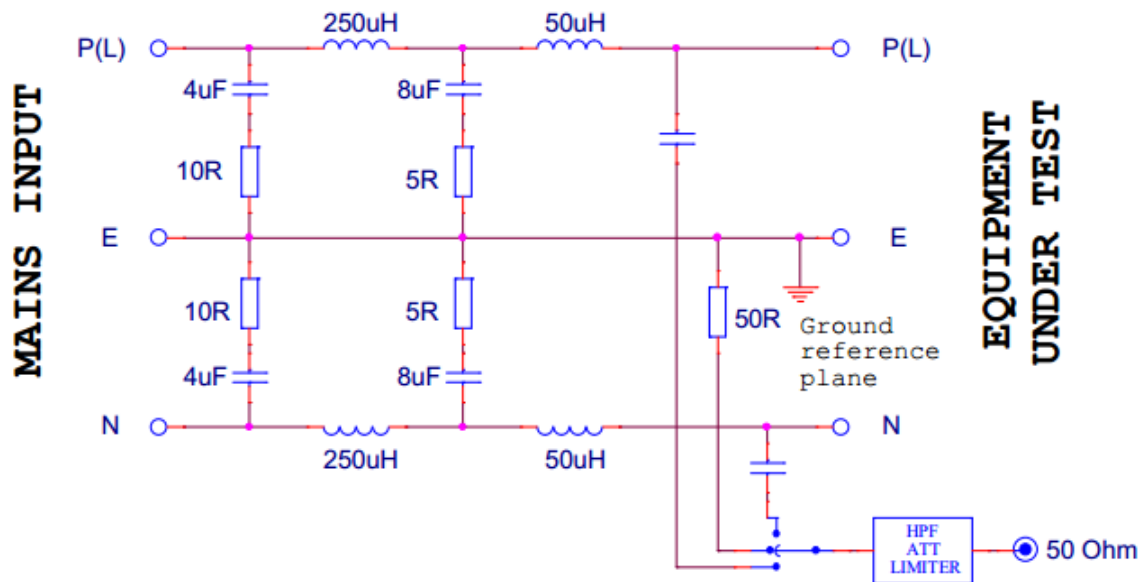 250uH
50uH
P(L)
P(L)
4uF
8uF
10R
5R
E
E
10R
5R
50R
Ground
reference
plane
4uF
8uF
N
N
250uH
50uH
HPF
ATT
LIMITER
50 Ohm
MAINS INPUT
EQUIPMENT
UNDER TEST